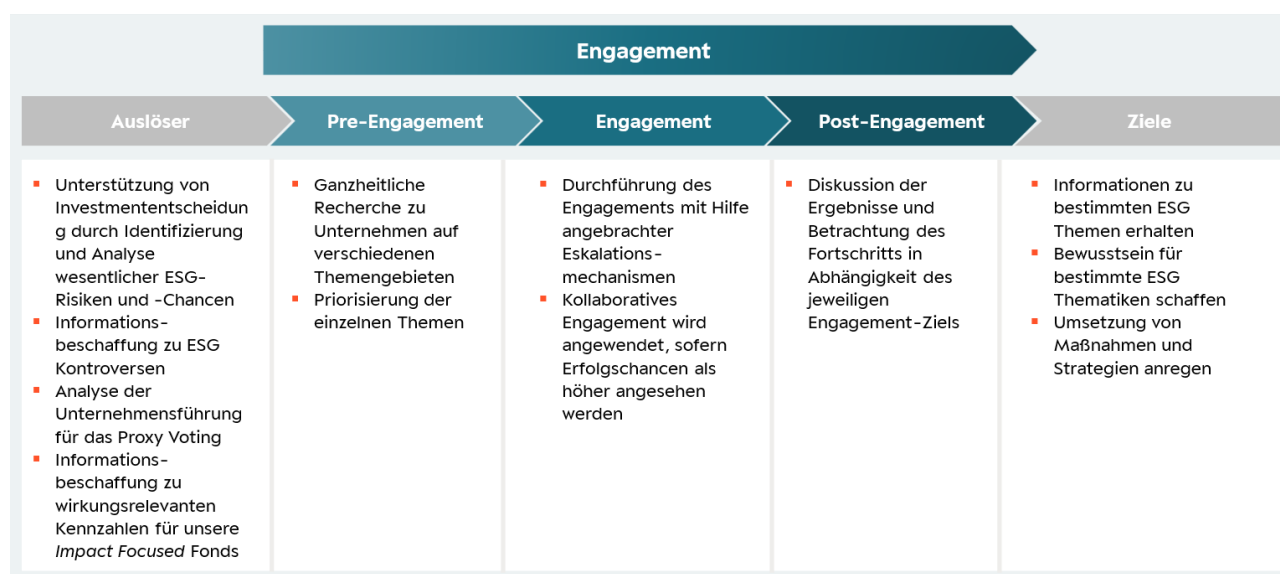 Engagement
Auslöser
Pre-Engagement
Engagement
Post-Engagement
Ziele
Unterstützung von
Investmententscheidun
g durch Identifizierung
und Analyse
wesentlicher ESG-
Risiken und -Chancen
Informations-
beschaffung zu ESG
Kontroversen
Analyse der
Unternehmensführung
für das Proxy Voting
Informations-
beschaffung zu
wirkungsrelevanten
Kennzahlen für unsere
Impact Focused Fonds
Ganzheitliche
Recherche zu
Unternehmen auf
verschiedenen
Themengebieten
Priorisierung der
einzelnen Themen
Durchführung des
Engagements mit Hilfe
angebrachter
Eskalations-
mechanismen
Kollaboratives
Engagement wird
angewendet, sofern
Erfolgschancen als
höher angesehen
werden
Diskussion der
Ergebnisse und
Betrachtung des
Fortschritts in
Abhängigkeit des
jeweiligen
Engagement-Ziels
Informationen zu
bestimmten ESG
Themen erhalten
Bewusstsein für
bestimmte ESG
Thematiken schaffen
Umsetzung von
Maßnahmen und
Strategien anregen